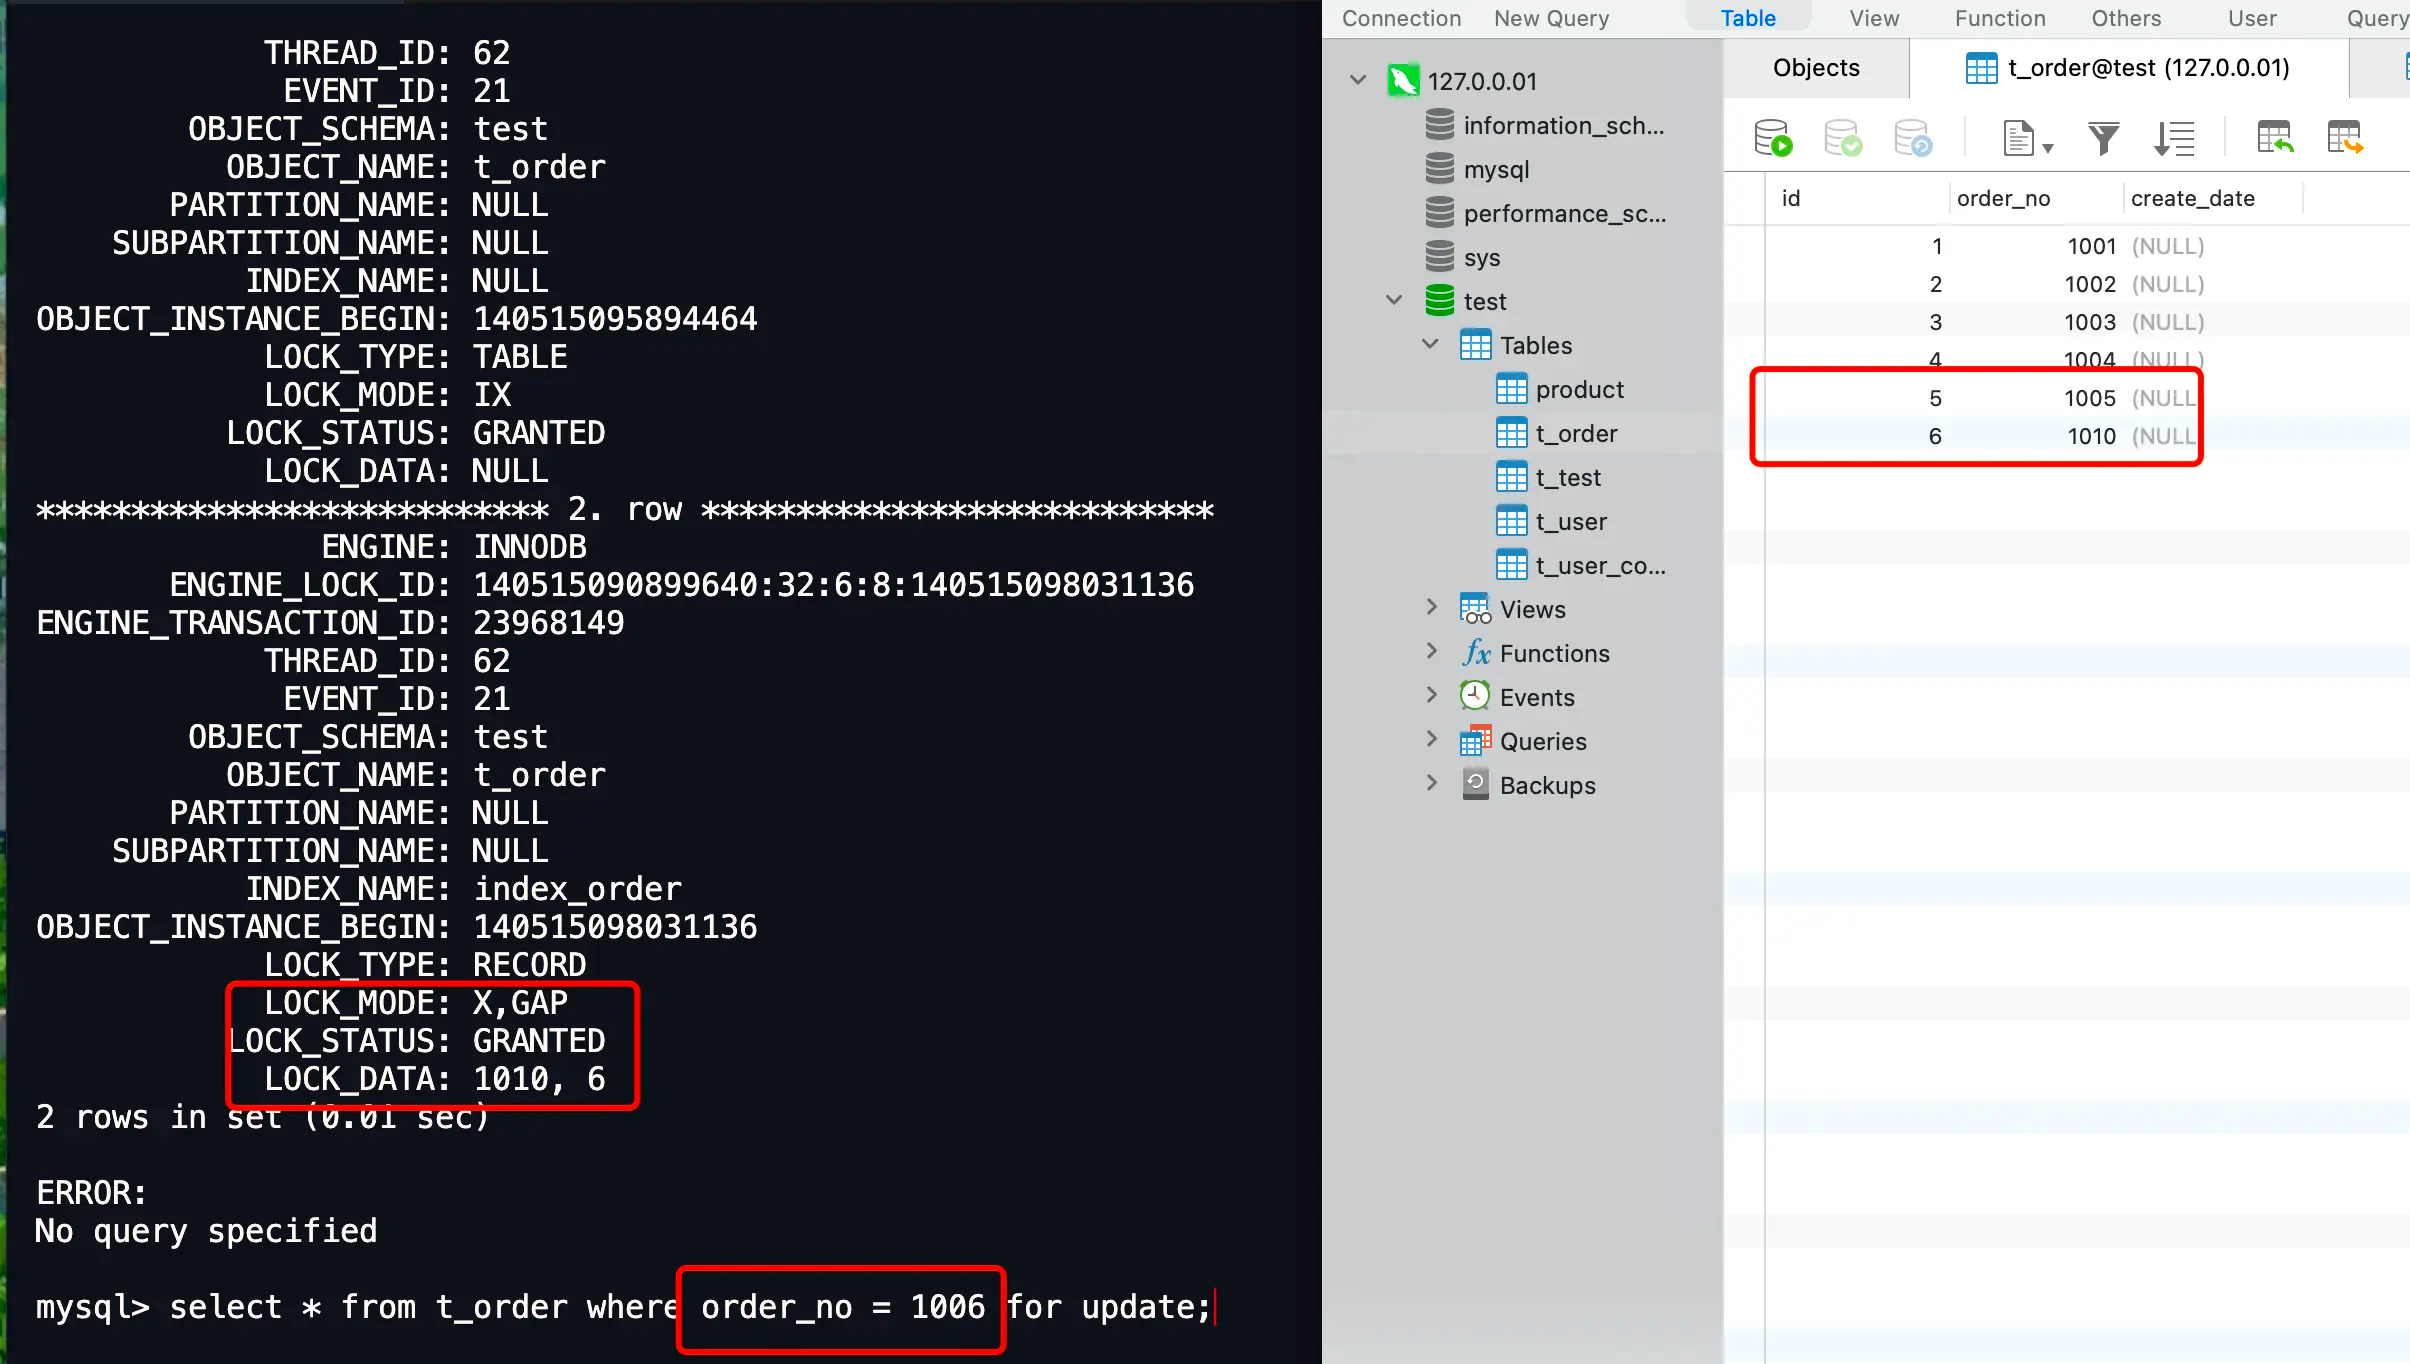 THREAD_ID: 62
EVENT_ID: 21
OBJECT_SCHEMA: test
OBJECT_NAME: t_order
PARTITION_NAME: NULL
SUBPARTITION_NAME: NULL
INDEX_NAME: NULL
OBJECT_INSTANCE_BEGIN: 140515095894464
LOCK_TYPE: TABLE
LOCK_MODE: IX
LOCK_STATUS: GRANTED
LOCK_DATA: NULL
*************************** 2. row ***************************
ENGINE: INNODB
ENGINE_LOCK_ID: 140515090899640:32:6:8:140515098031136
ENGINE_TRANSACTION_ID: 23968149
THREAD_ID: 62
EVENT_ID: 21
OBJECT_SCHEMA: test
OBJECT_NAME: t_order
PARTITION_NAME: NULL
SUBPARTITION_NAME: NULL
INDEX_NAME: index_order
OBJECT_INSTANCE_BEGIN: 140515098031136
LOCK_TYPE: RECORD
LOCK_MODE: X,GAP
LOCK_STATUS: GRANTED
LOCK_DATA: 1010, 6
2 rows in set (0.01 sec)
ERROR:
No query specified
mysql> select * from t_order where order_no = 1006 for update;
Connection New Query Table View Function Others User Query
127.0.0.01
information_sch...
mysql
performance_sc...
sys
test
Tables
product
t_order
t_test
t_user
t_user_co...
Views
Functions
Events
Queries
Backups
Objects t_order@test (127.0.0.01)
id order_no create_date
1 1001 (NULL)
2 1002 (NULL)
3 1003 (NULL)
4 1004 (NULL)
5 1005 (NULL
6 1010 (NULL